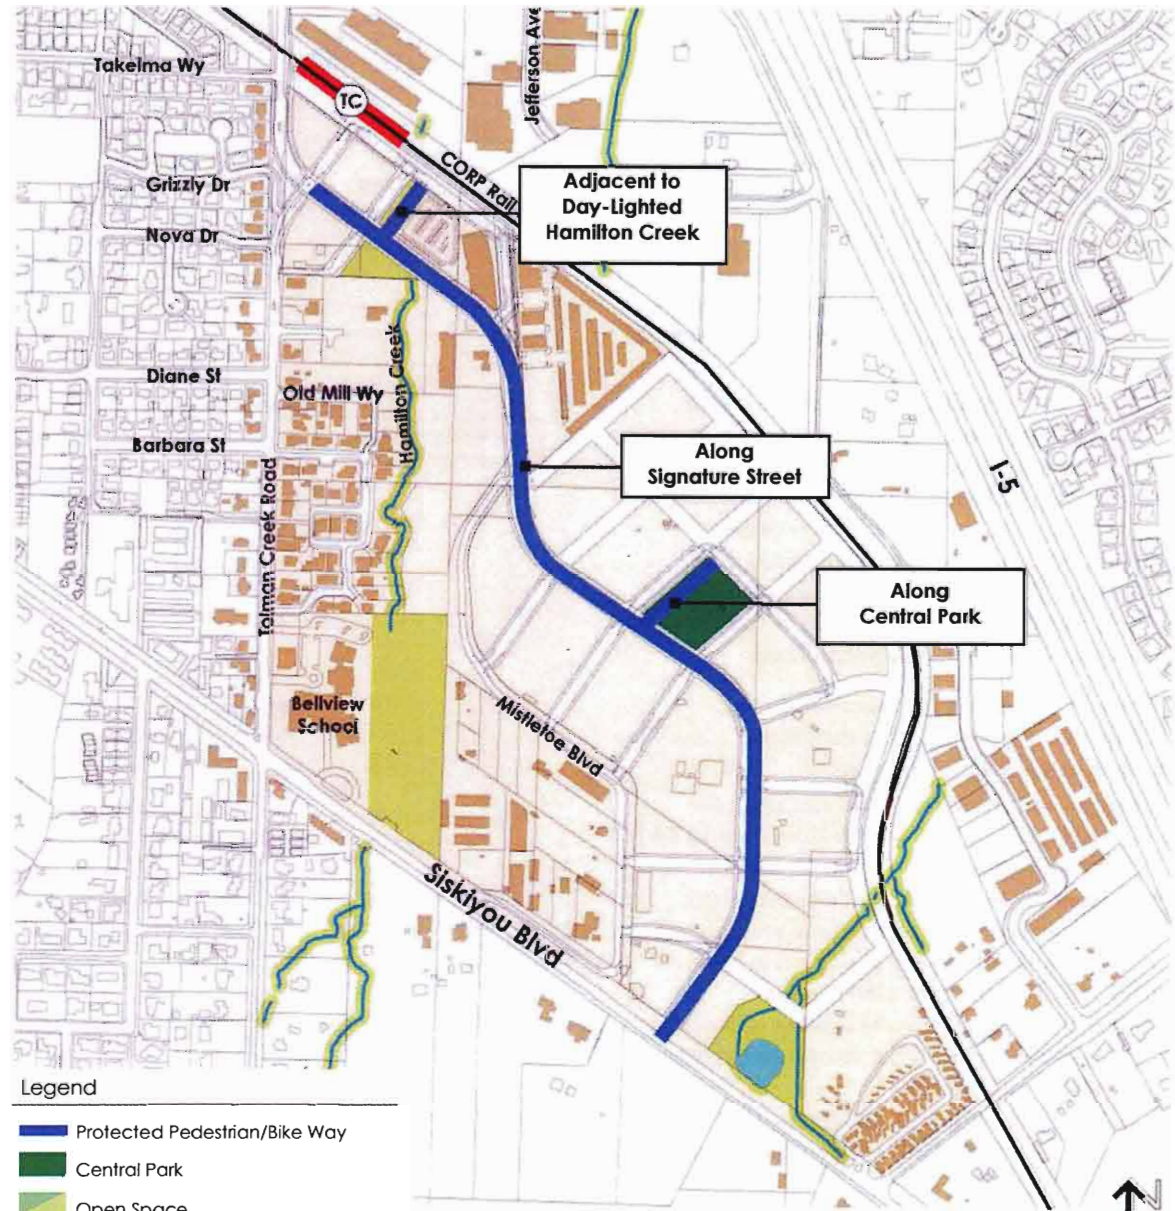 Takelma Wy
Jefferson Ave
TC
CORP Rail
Adjacent to
Day-Lighted
Hamilton Creek
Grizzly Dr
Nova Dr
Diane St
Old Mill Wy
Hamilton Creek
Barbara St
Along
Signature Street
I-5
Tolman Creek Road
Along
Central Park
Bellview
School
Mistletoe Blvd
Siskiyou Blvd
Legend
Protected Pedestrian/Bike Way
Central Park
Open Space
N